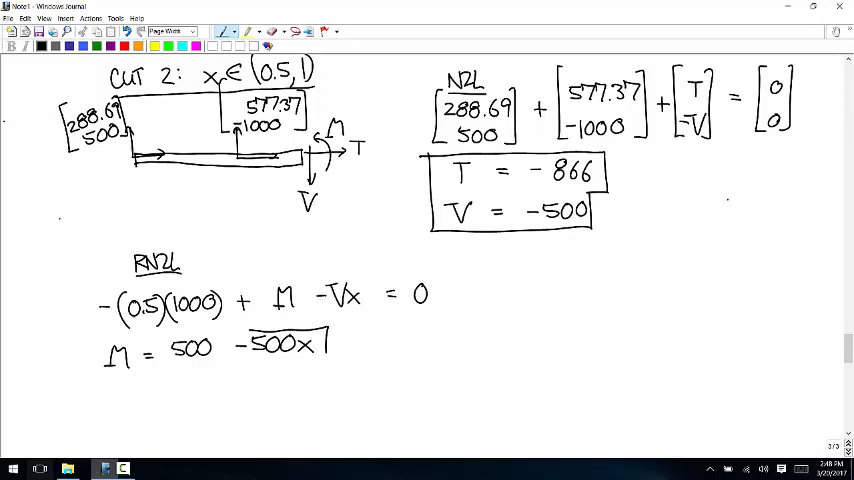 Note1 - Windows Journal
File Edit View Insert Actions Tools Help
Page Width
B I
CUT 2: x ∈ (0.5, 1)
[288.69
500]
[577.37
-1000]
M
T
V
N2L
[288.69
500] + [577.37
-1000] + [T
-V] = [0
0]
T = -866
V = -500
RN2L
-(0.5)(1000) + M - Vx = 0
M = 500 - 500x
3/3
2:48 PM
3/20/2017